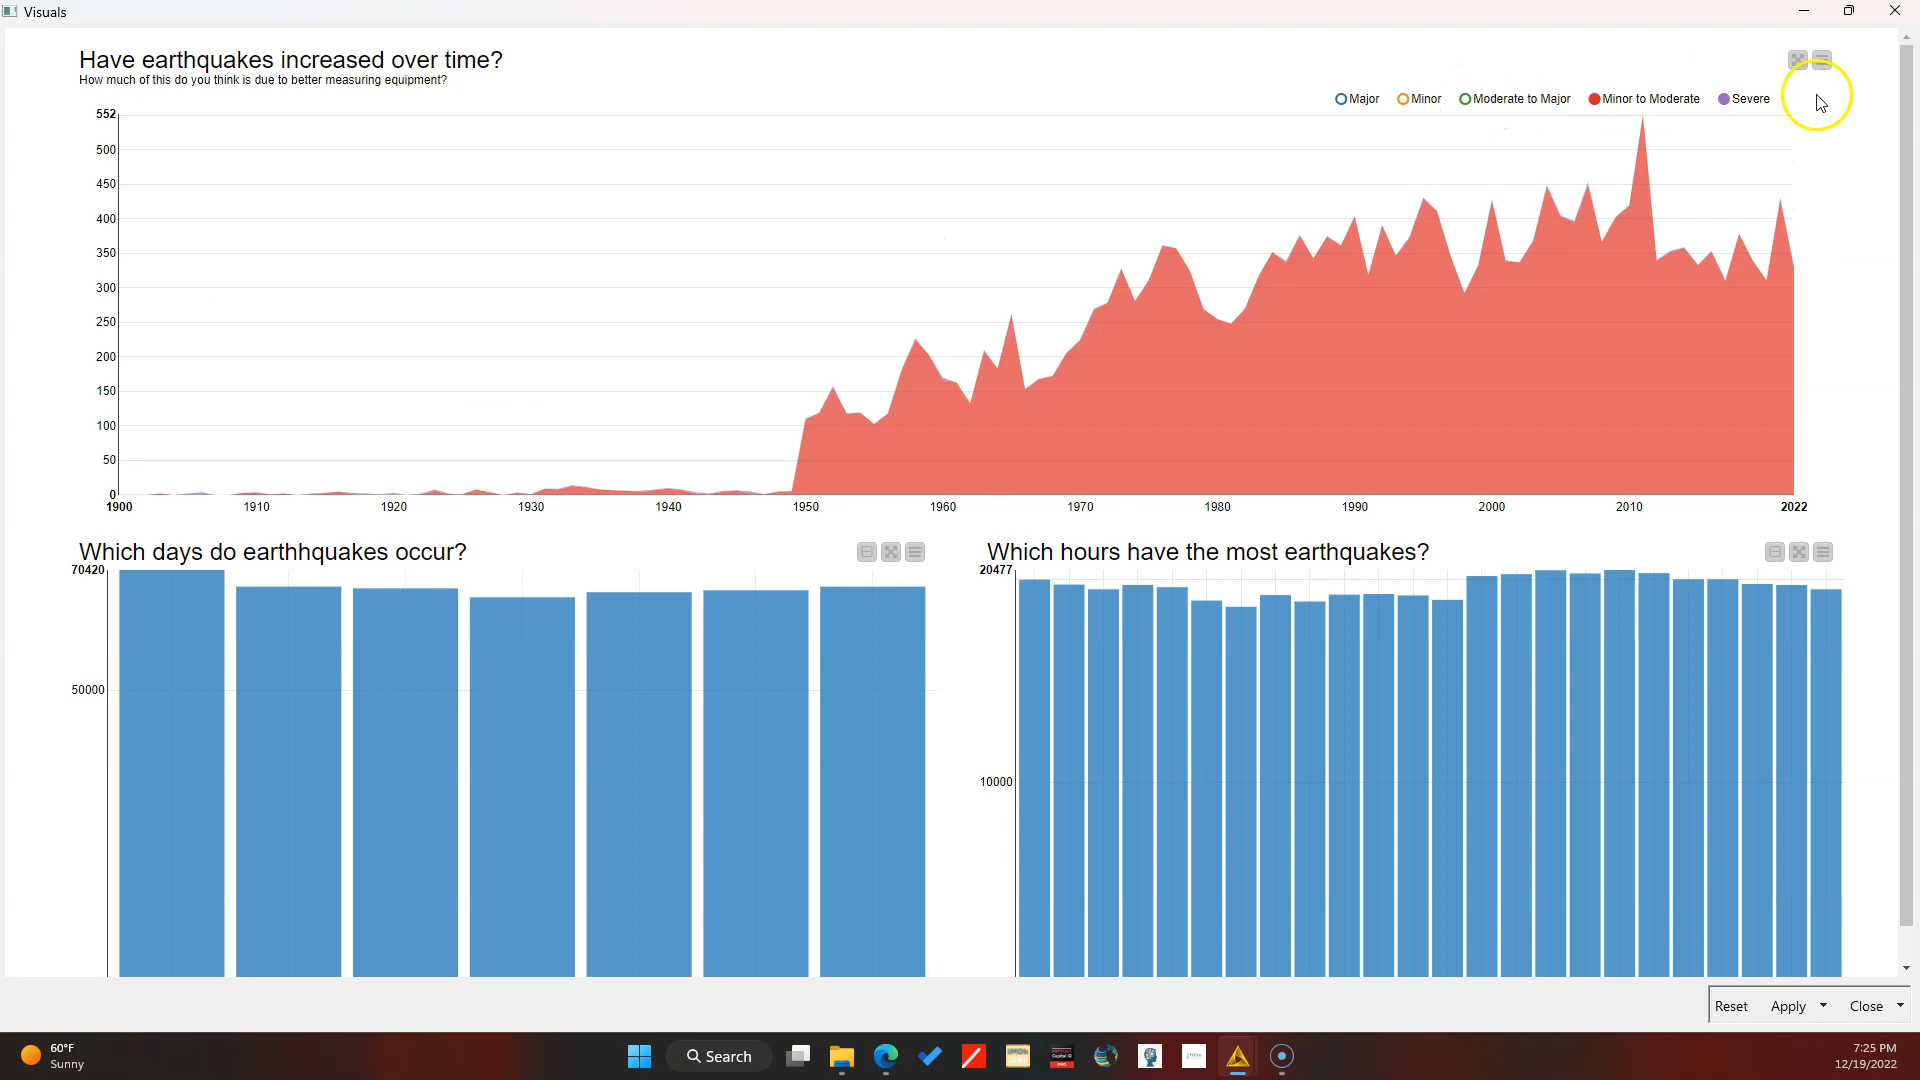 Visuals
Have earthquakes increased over time?
How much of this do you think is due to better measuring equipment?
Major Minor Moderate to Major Minor to Moderate Severe
552
500
450
400
350
300
250
200
150
100
50
0
1900 1910 1920 1930 1940 1950 1960 1970 1980 1990 2000 2010 2022
Which days do earthhquakes occur?
70420
50000
Which hours have the most earthquakes?
20477
10000
Reset Apply Close
60°F
Sunny
Search
7:25 PM
12/19/2022